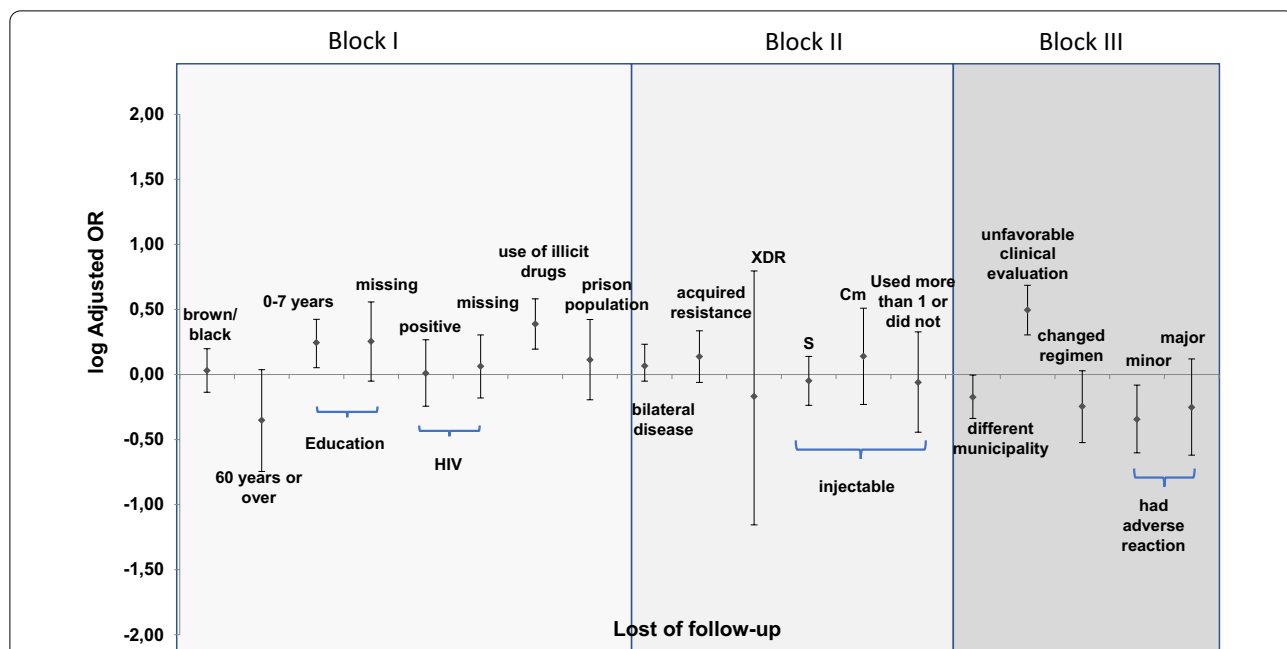 Block I
Block II
Block III
log Adjusted OR
2,00
1,50
1,00
0,50
0,00
-0,50
-1,00
-1,50
-2,00
brown/
black
60 years or
over
0-7 years
missing
Education
positive
missing
HIV
use of illicit
drugs
prison
population
bilateral
disease
acquired
resistance
XDR
S
Cm
Used more
than 1 or
did not
injectable
different
municipality
unfavorable
clinical
evaluation
changed
regimen
minor
major
had
adverse
reaction
Lost of follow-up